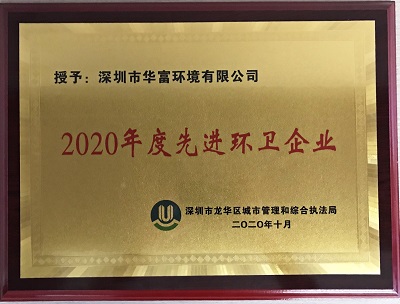 授予：深圳市华富环境有限公司
2020年度先进环卫企业
深圳市龙华区城市管理和综合执法局
二〇二〇年十月